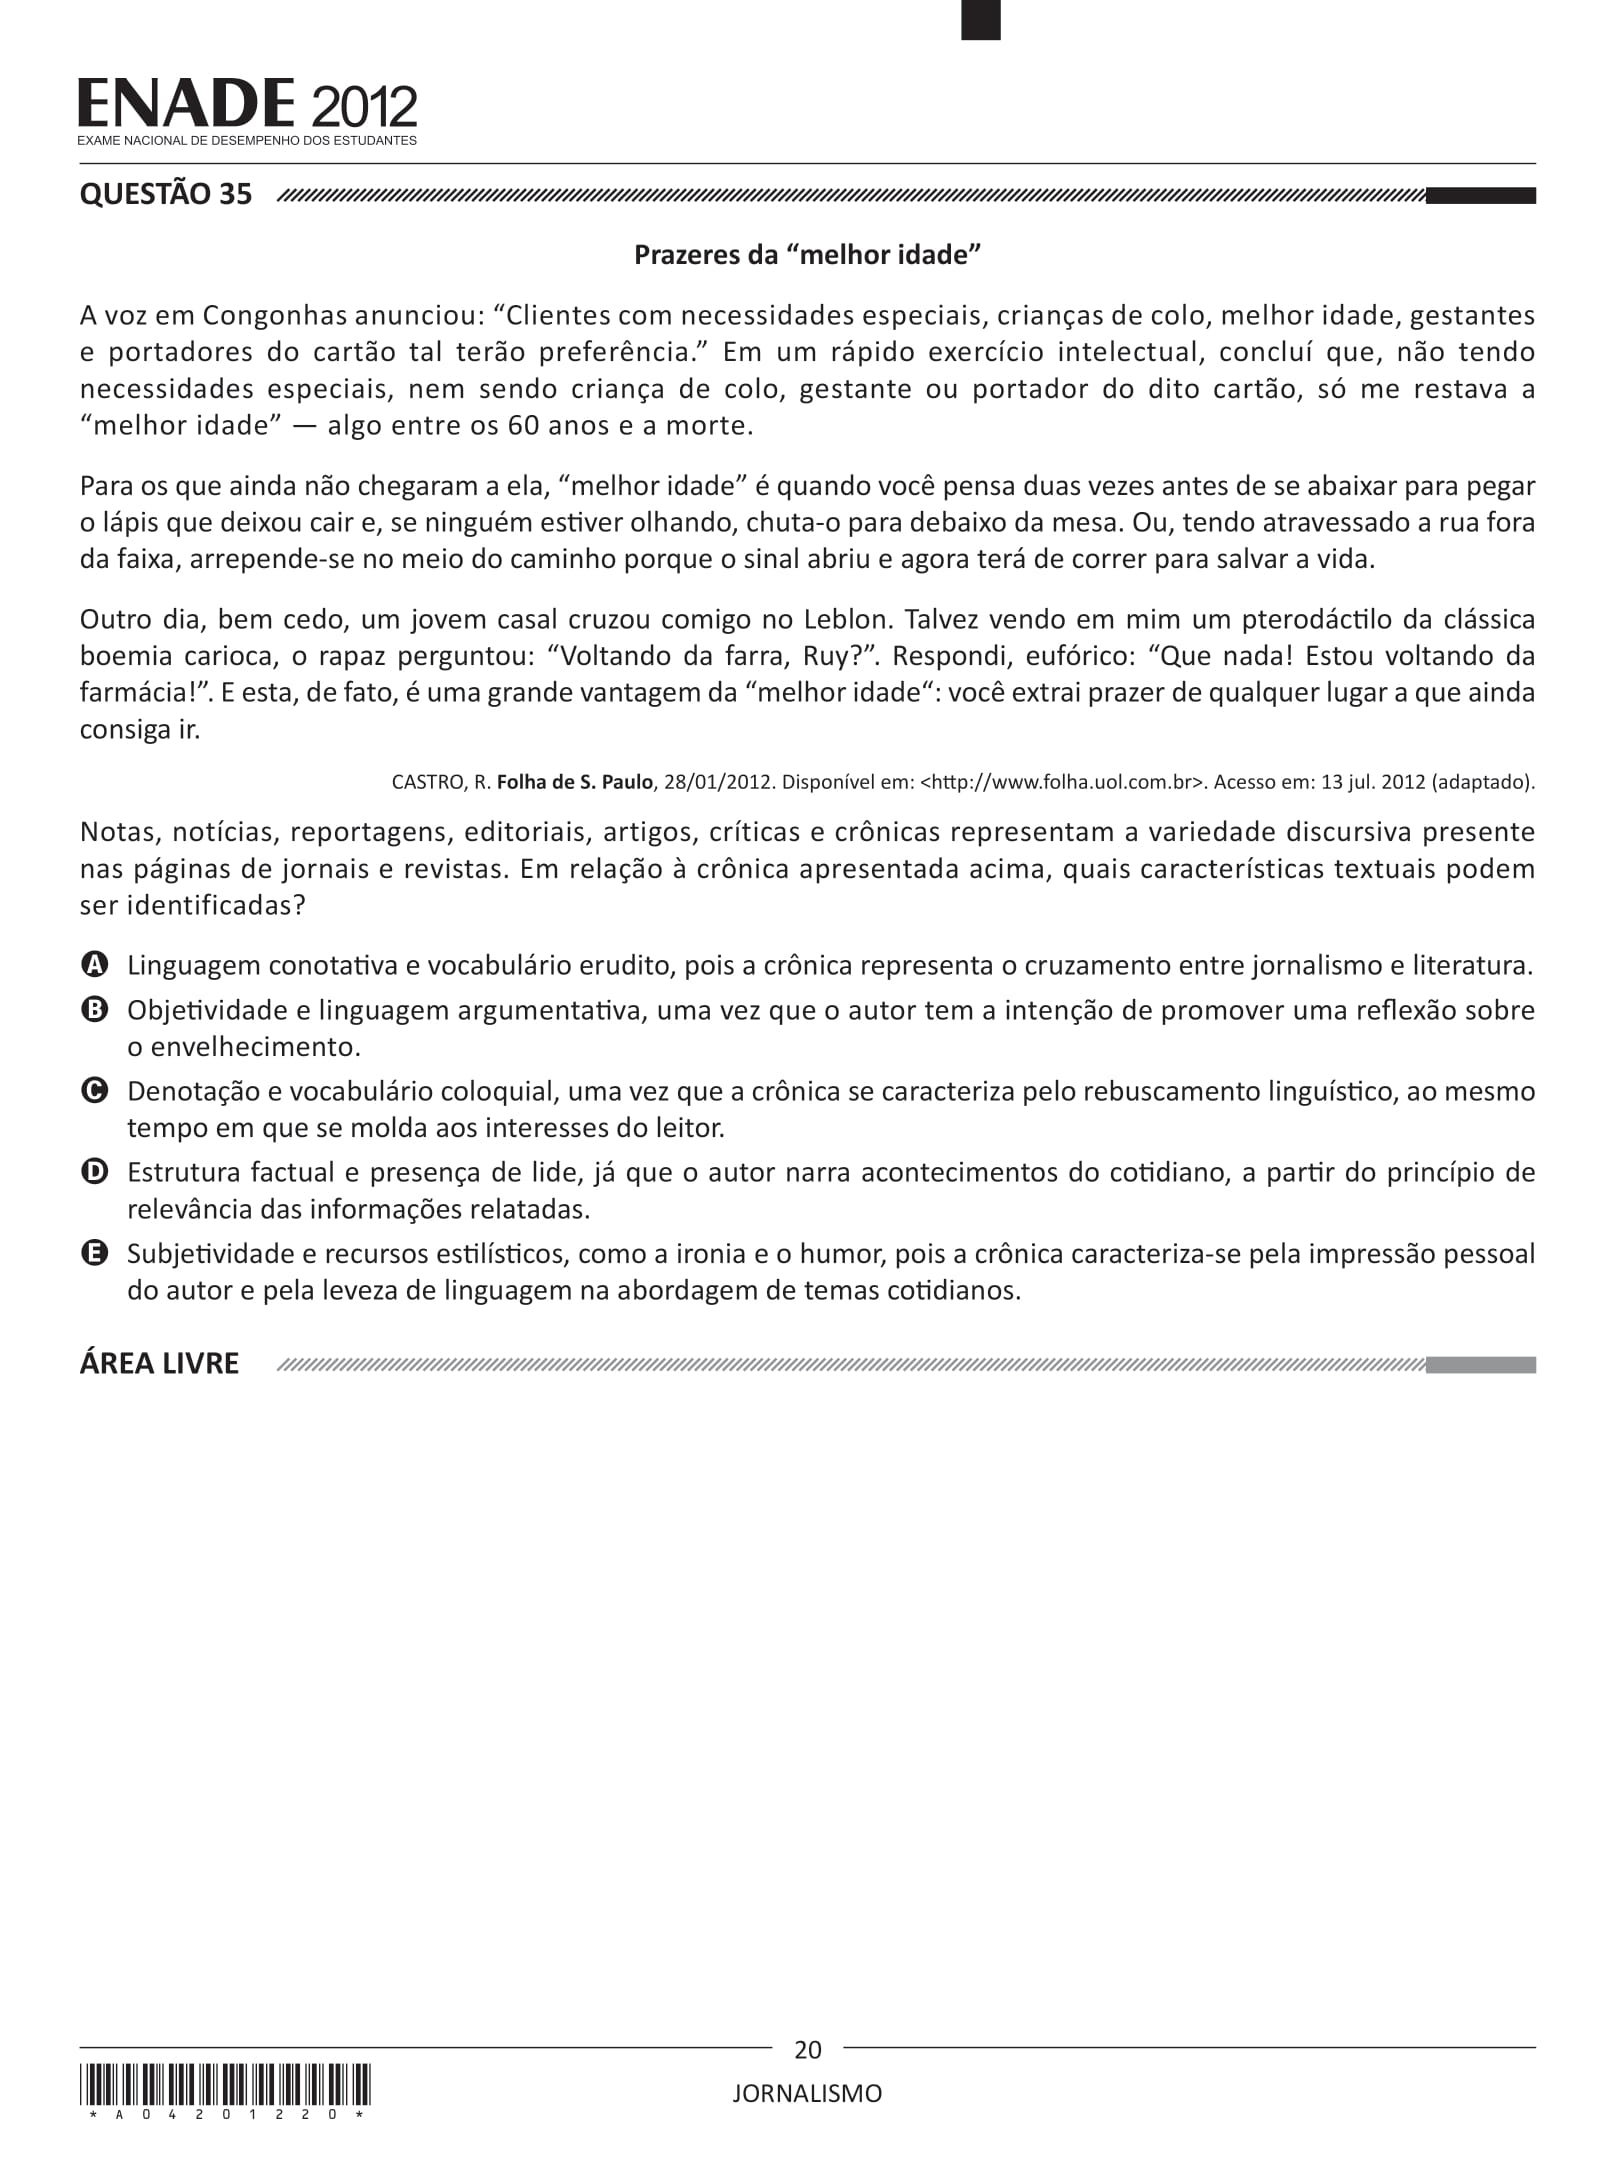 ENADE 2012
EXAME NACIONAL DE DESEMPENHO DOS ESTUDANTES
QUESTÃO 35
Prazeres da “melhor idade”
A voz em Congonhas anunciou: “Clientes com necessidades especiais, crianças de colo, melhor idade, gestantes
e portadores do cartão tal terão preferência.” Em um rápido exercício intelectual, concluí que, não tendo
necessidades especiais, nem sendo criança de colo, gestante ou portador do dito cartão, só me restava a
“melhor idade” — algo entre os 60 anos e a morte.
Para os que ainda não chegaram a ela, “melhor idade” é quando você pensa duas vezes antes de se abaixar para pegar
o lápis que deixou cair e, se ninguém estiver olhando, chuta-o para debaixo da mesa. Ou, tendo atravessado a rua fora
da faixa, arrepende-se no meio do caminho porque o sinal abriu e agora terá de correr para salvar a vida.
Outro dia, bem cedo, um jovem casal cruzou comigo no Leblon. Talvez vendo em mim um pterodáctilo da clássica
boemia carioca, o rapaz perguntou: “Voltando da farra, Ruy?”. Respondi, eufórico: “Que nada! Estou voltando da
farmácia!”. E esta, de fato, é uma grande vantagem da “melhor idade“: você extrai prazer de qualquer lugar a que ainda
consiga ir.
CASTRO, R. Folha de S. Paulo, 28/01/2012. Disponível em: <http://www.folha.uol.com.br>. Acesso em: 13 jul. 2012 (adaptado).
Notas, notícias, reportagens, editoriais, artigos, críticas e crônicas representam a variedade discursiva presente
nas páginas de jornais e revistas. Em relação à crônica apresentada acima, quais características textuais podem
ser identificadas?
A Linguagem conotativa e vocabulário erudito, pois a crônica representa o cruzamento entre jornalismo e literatura.
B Objetividade e linguagem argumentativa, uma vez que o autor tem a intenção de promover uma reflexão sobre
o envelhecimento.
C Denotação e vocabulário coloquial, uma vez que a crônica se caracteriza pelo rebuscamento linguístico, ao mesmo
tempo em que se molda aos interesses do leitor.
D Estrutura factual e presença de lide, já que o autor narra acontecimentos do cotidiano, a partir do princípio de
relevância das informações relatadas.
E Subjetividade e recursos estilísticos, como a ironia e o humor, pois a crônica caracteriza-se pela impressão pessoal
do autor e pela leveza de linguagem na abordagem de temas cotidianos.
ÁREA LIVRE
20
JORNALISMO
*A04201220*